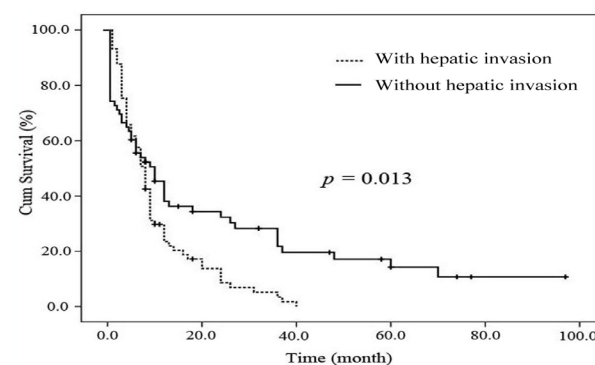 100.0
With hepatic invasion
Without hepatic invasion
80.0
60.0
p = 0.013
40.0
20.0
0.0
Cum Survival (%)
0.0 20.0 40.0 60.0 80.0 100.0
Time (month)